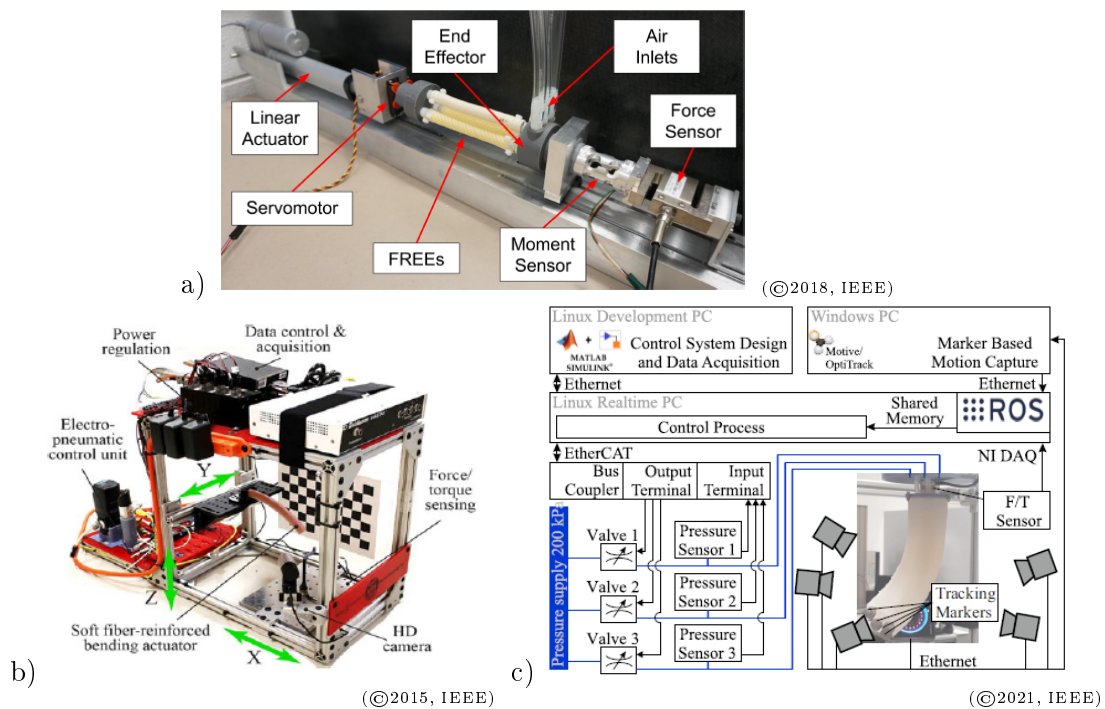 End
Effector
Air
Inlets
Linear
Actuator
Force
Sensor
Servomotor
FREEs
Moment
Sensor
a)
(©2018, IEEE)
Power
regulation
Data control &
acquisition
Electro-
pneumatic
control unit
Y
Force/
torque
sensing
Z
Soft fiber-reinforced
bending actuator
X
HD
camera
b)
(©2015, IEEE)
Linux Development PC
MATLAB
SIMULINK®
Control System Design
and Data Acquisition
Windows PC
Motive/
OptiTrack
Marker Based
Motion Capture
Ethernet
Ethernet
Linux Realtime PC
Control Process
Shared
Memory
ROS
EtherCAT
NI DAQ
Bus
Coupler
Output
Terminal
Input
Terminal
F/T
Sensor
Pressure supply 200 kPa
Valve 1
Pressure
Sensor 1
Valve 2
Pressure
Sensor 2
Valve 3
Pressure
Sensor 3
Tracking
Markers
Ethernet
c)
(©2021, IEEE)